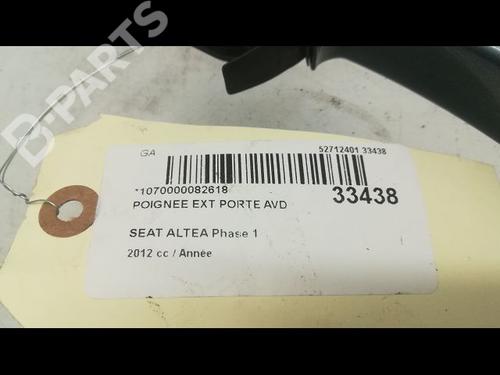 B-PARTS
GA
52712401 33438
*1070000082618
33438
POIGNEE EXT PORTE AVD
SEAT ALTEA Phase 1
2012 cc / Année